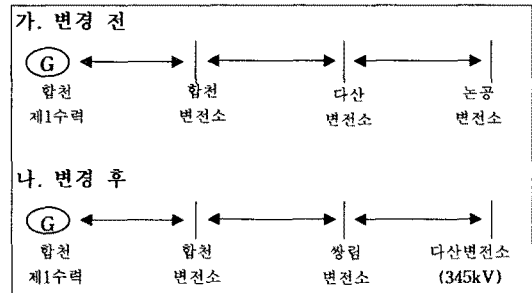 가. 변경 전
G
합천 합천 다산 논공
제1수력 변전소 변전소 변전소
나. 변경 후
G
합천 합천 쌍림 다산변전소
제1수력 변전소 변전소 (345kV)